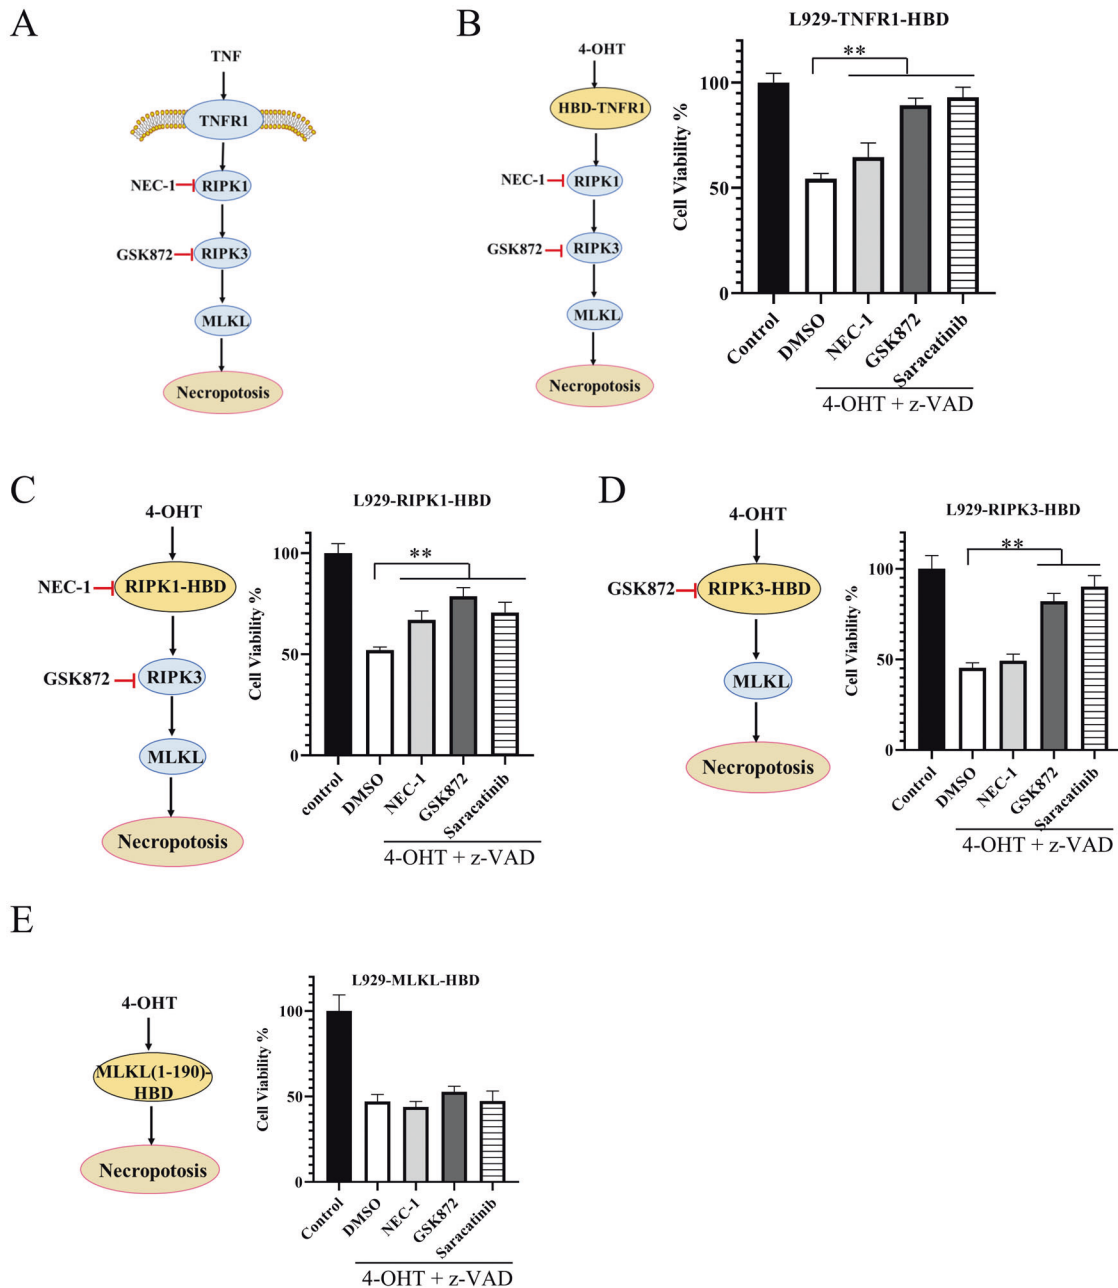 A
TNF
TNFR1
NEC-1
RIPK1
GSK872
RIPK3
MLKL
Necropotosis
B
4-OHT
HBD-TNFR1
NEC-1
RIPK1
GSK872
RIPK3
MLKL
Necropotosis
L929-TNFR1-HBD
**
Cell Viability %
100
50
0
Control
DMSO
NEC-1
GSK872
Saracatinib
4-OHT + z-VAD
C
4-OHT
NEC-1
RIPK1-HBD
GSK872
RIPK3
MLKL
Necropotosis
L929-RIPK1-HBD
**
Cell Viability %
100
50
0
control
DMSO
NEC-1
GSK872
Saracatinib
4-OHT + z-VAD
D
4-OHT
GSK872
RIPK3-HBD
MLKL
Necropotosis
L929-RIPK3-HBD
**
Cell Viability %
100
50
0
Control
DMSO
NEC-1
GSK872
Saracatinib
4-OHT + z-VAD
E
4-OHT
MLKL(1-190)-
HBD
Necropotosis
L929-MLKL-HBD
Cell Viability %
100
50
0
Control
DMSO
NEC-1
GSK872
Saracatinib
4-OHT + z-VAD